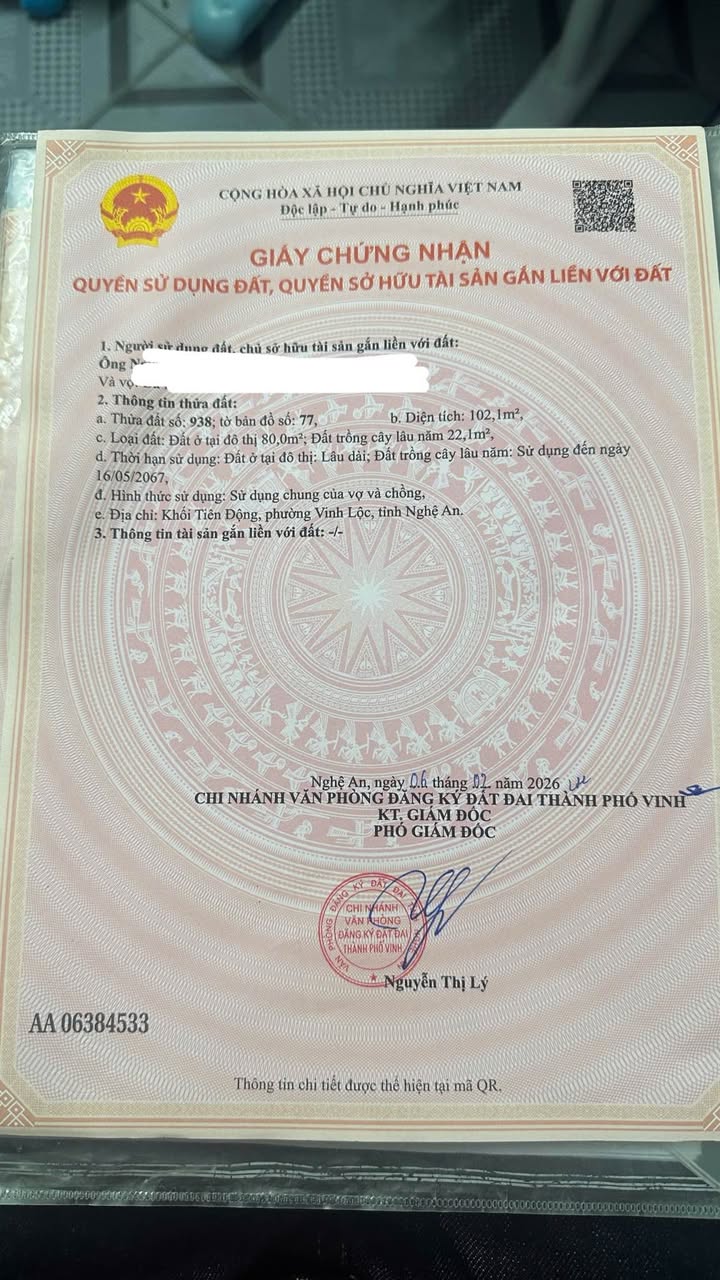 CỘNG HÒA XÃ HỘI CHỦ NGHĨA VIỆT NAM
Độc lập - Tự do - Hạnh phúc
GIẤY CHỨNG NHẬN
QUYỀN SỬ DỤNG ĐẤT, QUYỀN SỞ HỮU TÀI SẢN GẮN LIỀN VỚI ĐẤT
1. Người sử dụng đất, chủ sở hữu tài sản gắn liền với đất:
Ông
Và vợ
2. Thông tin thửa đất:
a. Thửa đất số: 938; tờ bản đồ số: 77, b. Diện tích: 102,1m²,
c. Loại đất: Đất ở tại đô thị 80,0m²; Đất trồng cây lâu năm 22,1m²,
d. Thời hạn sử dụng: Đất ở tại đô thị: Lâu dài; Đất trồng cây lâu năm: Sử dụng đến ngày
16/05/2067,
đ. Hình thức sử dụng: Sử dụng chung của vợ và chồng,
e. Địa chỉ: Khối Tiên Động, phường Vinh Lộc, tỉnh Nghệ An.
3. Thông tin tài sản gắn liền với đất: -/-
Nghệ An, ngày 06 tháng 02 năm 2026
CHI NHÁNH VĂN PHÒNG ĐĂNG KÝ ĐẤT ĐAI THÀNH PHỐ VINH
KT. GIÁM ĐỐC
PHÓ GIÁM ĐỐC
VĂN PHÒNG ĐĂNG KÝ ĐẤT ĐAI
CHI NHÁNH
VĂN PHÒNG
ĐĂNG KÝ ĐẤT ĐAI
THÀNH PHỐ VINH
Nguyễn Thị Lý
AA 06384533
Thông tin chi tiết được thể hiện tại mã QR.